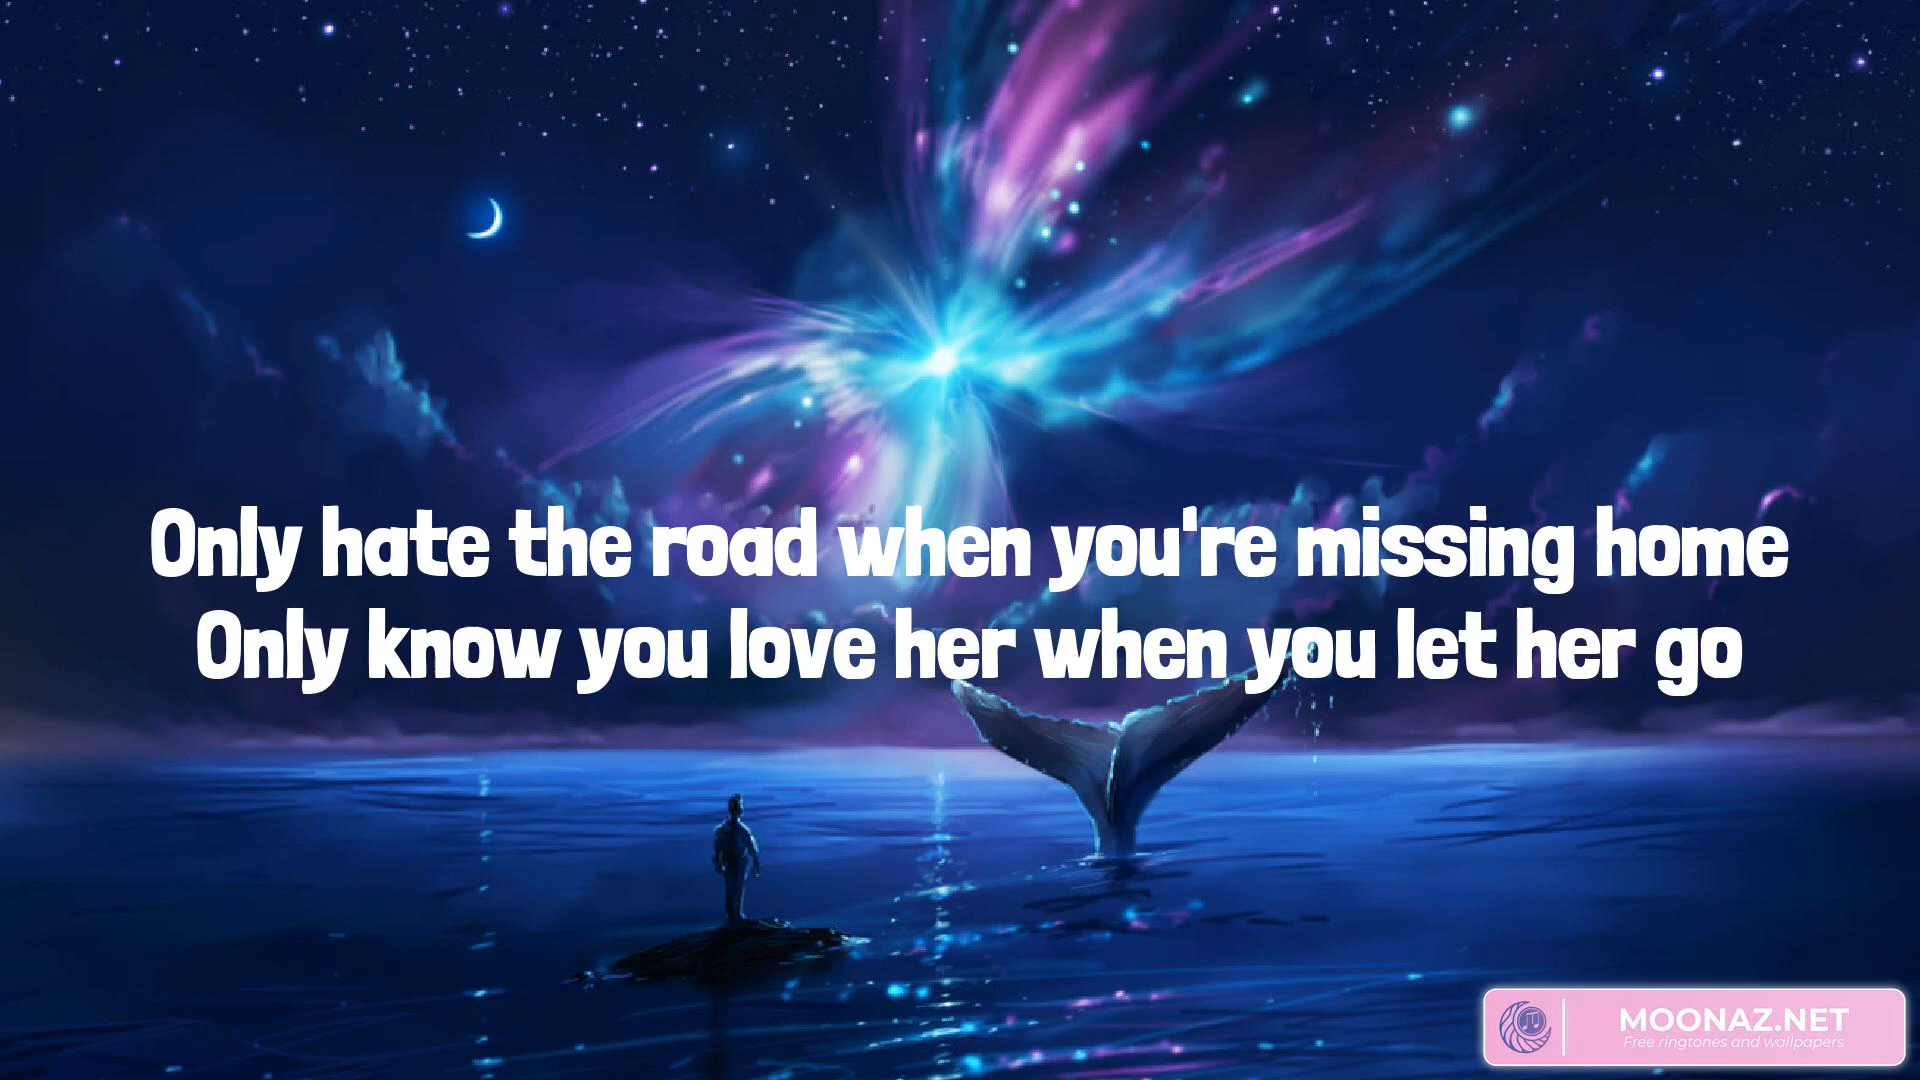 Only hate the road when you're missing home
Only know you love her when you let her go
MOONAZ.NET
Free ringtones and wallpapers